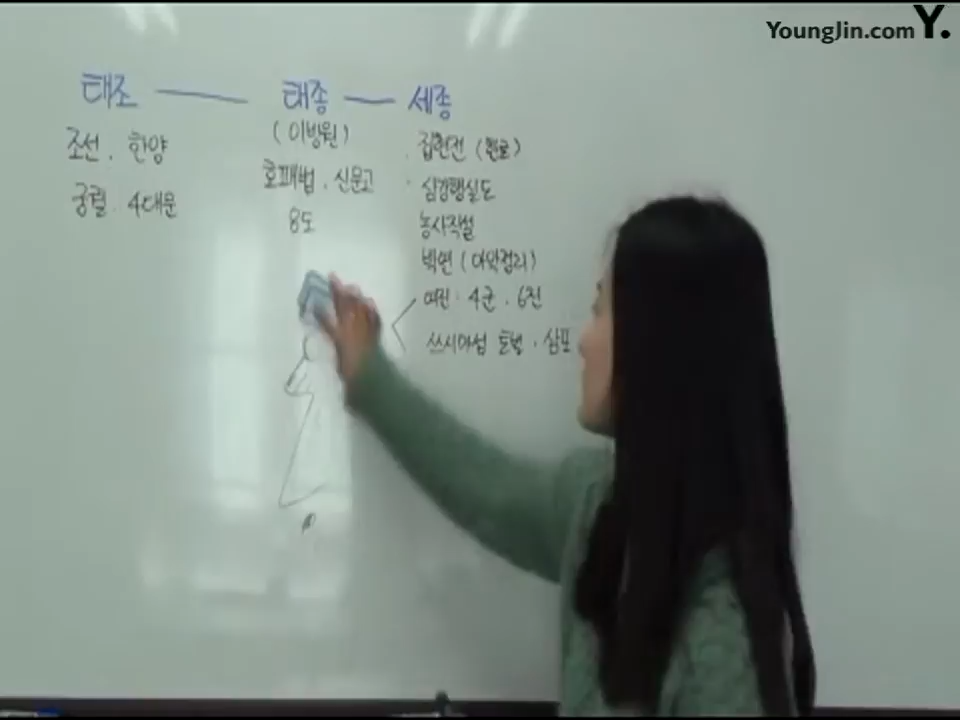 YoungJin.com Y.
태조 — 태종 — 세종
조선. 한양
궁궐. 4대문
(이방원)
호패법. 신문고
8도
· 집현전 (한글)
· 삼강행실도
농사직설
박연 (아악정리)
여진. 4군. 6진
쓰시마섬 토벌. 삼포